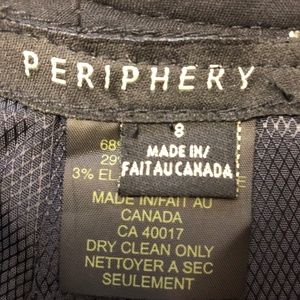 PERIPHERY
8
MADE IN/
FAIT AU CANADA
68
29
3% EL
E
MADE IN/FAIT AU
CANADA
CA 40017
DRY CLEAN ONLY
NETTOYER A SEC
SEULEMENT